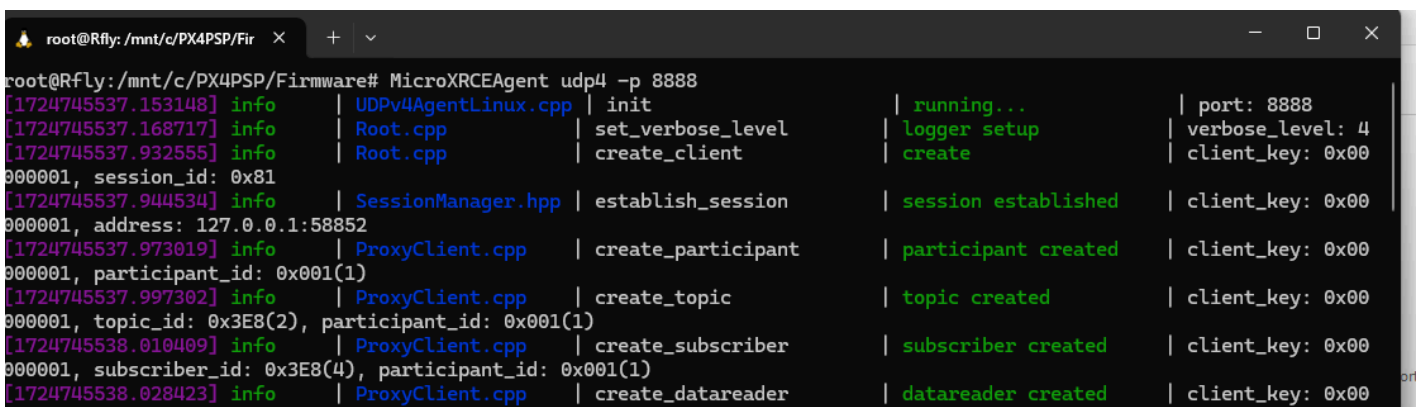 root@Rfly: /mnt/c/PX4PSP/Fir
root@Rfly:/mnt/c/PX4PSP/Firmware# MicroXRCEAgent udp4 -p 8888
[1724745537.153148] info | UDPv4AgentLinux.cpp | init | running... | port: 8888
[1724745537.168717] info | Root.cpp | set_verbose_level | logger setup | verbose_level: 4
[1724745537.932555] info | Root.cpp | create_client | create | client_key: 0x00
000001, session_id: 0x81
[1724745537.944534] info | SessionManager.hpp | establish_session | session established | client_key: 0x00
000001, address: 127.0.0.1:58852
[1724745537.973019] info | ProxyClient.cpp | create_participant | participant created | client_key: 0x00
000001, participant_id: 0x001(1)
[1724745537.997302] info | ProxyClient.cpp | create_topic | topic created | client_key: 0x00
000001, topic_id: 0x3E8(2), participant_id: 0x001(1)
[1724745538.010409] info | ProxyClient.cpp | create_subscriber | subscriber created | client_key: 0x00
000001, subscriber_id: 0x3E8(4), participant_id: 0x001(1)
[1724745538.028423] info | ProxyClient.cpp | create_datareader | datareader created | client_key: 0x00